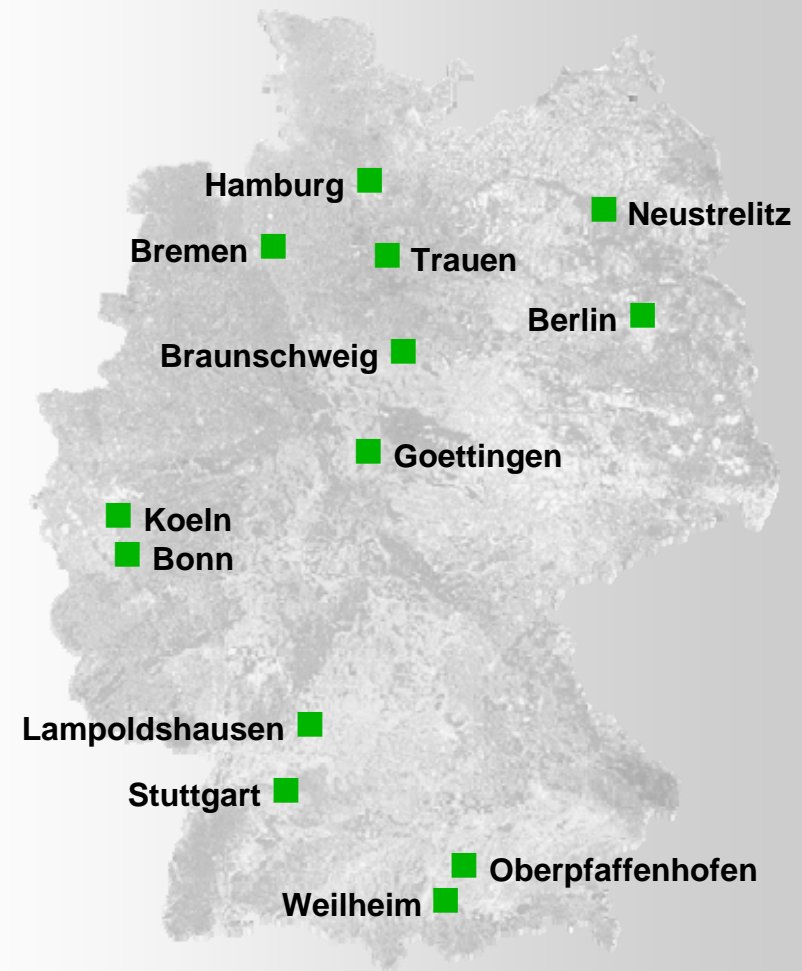 Hamburg
Neustrelitz
Bremen
Trauen
Berlin
Braunschweig
Goettingen
Koeln
Bonn
Lampoldshausen
Stuttgart
Oberpfaffenhofen
Weilheim